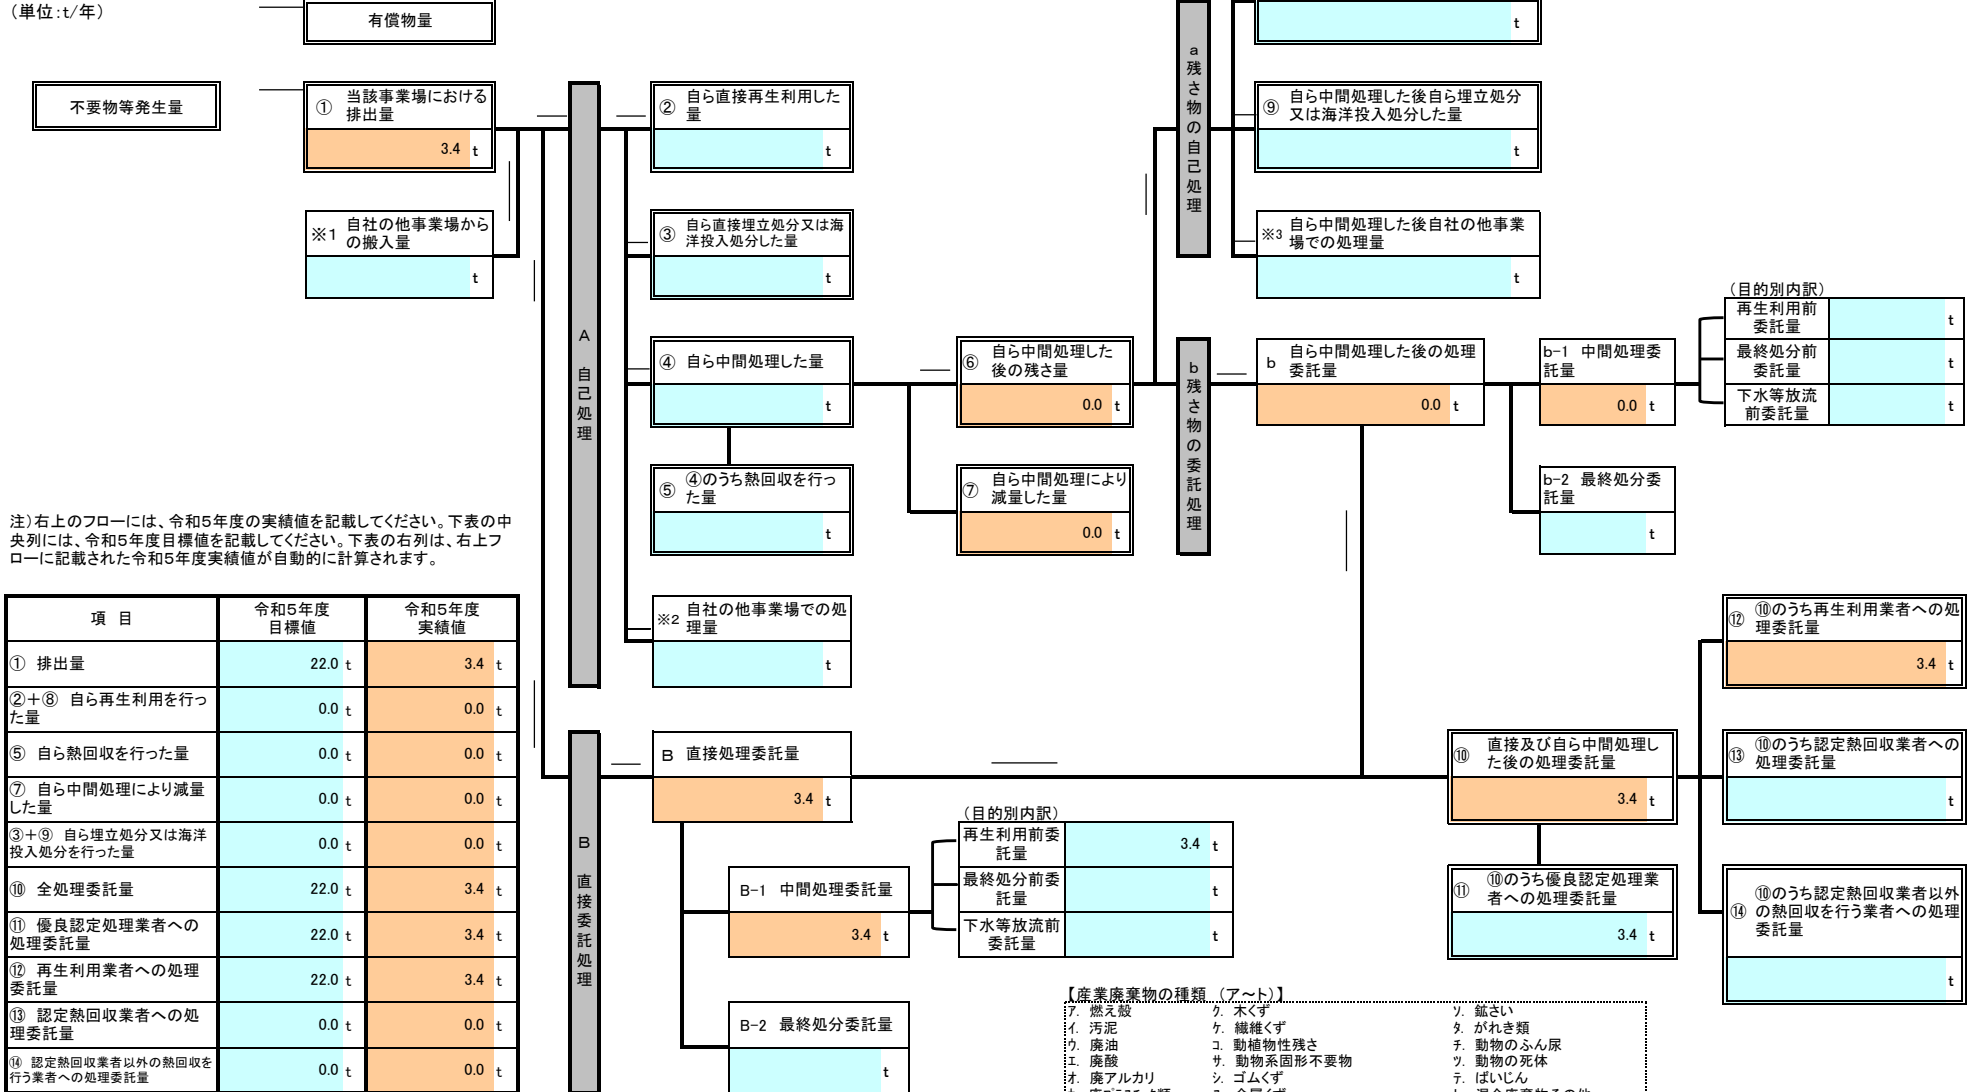 （単位:t/年）
有償物量
t
不要物等発生量
① 当該事業場における
排出量
3.4 t
※1 自社の他事業場から
の搬入量
t
A 自己処理
② 自ら直接再生利用した
量
t
③ 自ら直接埋立処分又は海
洋投入処分した量
t
④ 自ら中間処理した量
t
⑤ ④のうち熱回収を行っ
た量
t
※2 自社の他事業場での処
理量
t
⑥ 自ら中間処理した
後の残さ量
0.0 t
⑦ 自ら中間処理により
減量した量
0.0 t
a 残さ物の自己処理
⑨ 自ら中間処理した後自ら埋立処分
又は海洋投入処分した量
t
※3 自ら中間処理した後自社の他事業
場での処理量
t
b 残さ物の委託処理
b 自ら中間処理した後の処理
委託量
0.0 t
b-1 中間処理委
託量
0.0 t
b-2 最終処分委
託量
t
（目的別内訳）
再生利用前
委託量
t
最終処分前
委託量
t
下水等放流
前委託量
t
注）右上のフローには、令和5年度の実績値を記載してください。下表の中
央列には、令和5年度目標値を記載してください。下表の右列は、右上フ
ローに記載された令和5年度実績値が自動的に計算されます。
項 目 令和5年度
目標値 令和5年度
実績値
① 排出量 22.0 t 3.4 t
②＋⑧ 自ら再生利用を行っ
た量 0.0 t 0.0 t
⑤ 自ら熱回収を行った量 0.0 t 0.0 t
⑦ 自ら中間処理により減量
した量 0.0 t 0.0 t
③＋⑨ 自ら埋立処分又は海洋
投入処分を行った量 0.0 t 0.0 t
⑩ 全処理委託量 22.0 t 3.4 t
⑪ 優良認定処理業者への
処理委託量 22.0 t 3.4 t
⑫ 再生利用業者への処理
委託量 22.0 t 3.4 t
⑬ 認定熱回収業者への処
理委託量 0.0 t 0.0 t
⑭ 認定熱回収業者以外の熱回収を
行う業者への処理委託量 0.0 t 0.0 t
B 直接委託処理
B 直接処理委託量
3.4 t
B-1 中間処理委託量
3.4 t
B-2 最終処分委託量
t
（目的別内訳）
再生利用前委
託量
3.4 t
最終処分前委
託量
t
下水等放流前
委託量
t
⑩ 直接及び自ら中間処理し
た後の処理委託量
3.4 t
⑪ ⑩のうち優良認定処理業
者への処理委託量
3.4 t
⑫ ⑩のうち再生利用業者への処
理委託量
3.4 t
⑬ ⑩のうち認定熱回収業者への
処理委託量
t
⑭ ⑩のうち認定熱回収業者以外
の熱回収を行う業者への処理
委託量
t
【産業廃棄物の種類 （ア～ト）】
ア. 燃え殻 ク. 木くず ソ. 鉱さい
イ. 汚泥 ケ. 繊維くず タ. がれき類
ウ. 廃油 コ. 動植物性残さ チ. 動物のふん尿
エ. 廃酸 サ. 動物系固形不要物 ツ. 動物の死体
オ. 廃アルカリ シ. ゴムくず テ. ばいじん